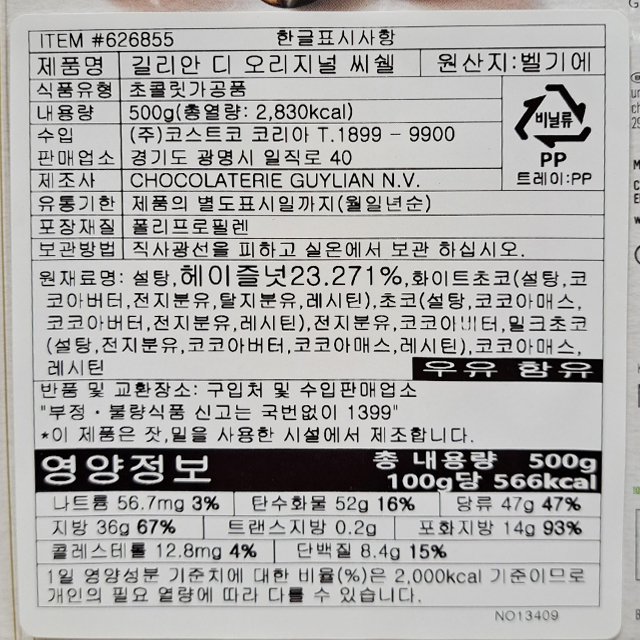 ITEM #626855 한글표시사항
제품명 길리안 디 오리지널 씨쉘 원산지:벨기에
식품유형 초콜릿가공품
내용량 500g(총열량: 2,830kcal)
수입 (주)코스트코 코리아 T.1899 - 9900
판매업소 경기도 광명시 일직로 40
제조사 CHOCOLATERIE GUYLIAN N.V.
비닐류
PP
트레이:PP
유통기한 제품의 별도표시일까지(월일년순)
포장재질 폴리프로필렌
보관방법 직사광선을 피하고 실온에서 보관 하십시오.
원재료명: 설탕,헤이즐넛23.271%,화이트초코(설탕,코
코아버터,전지분유,탈지분유,레시틴),초코(설탕,코코아매스,
코코아버터,전지분유,레시틴),전지분유,코코아버터,밀크초코
(설탕,전지분유,코코아버터,코코아매스,레시틴),코코아매스,
레시틴 우유 함유
반품 및 교환장소: 구입처 및 수입판매업소
"부정·불량식품 신고는 국번없이 1399"
*이 제품은 잣,밀을 사용한 시설에서 제조합니다.
영양정보 총 내용량 500g
100g당 566kcal
나트륨 56.7mg 3% 탄수화물 52g 16% 당류 47g 47%
지방 36g 67% 트랜스지방 0.2g 포화지방 14g 93%
콜레스테롤 12.8mg 4% 단백질 8.4g 15%
1일 영양성분 기준치에 대한 비율(%)은 2,000kcal 기준이므로
개인의 필요 열량에 따라 다를 수 있습니다.
NO13409